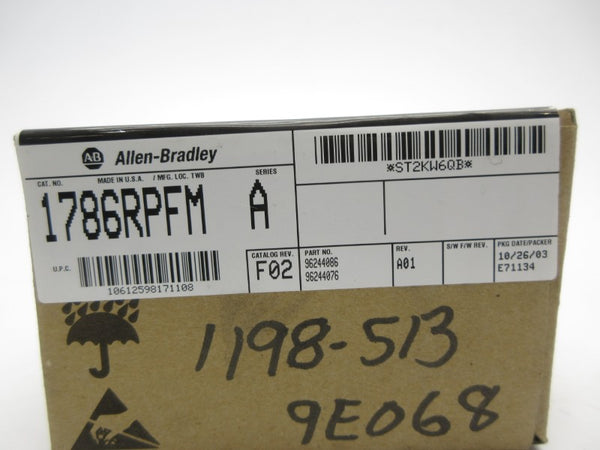 AB Allen-Bradley
CAT. NO. MADE IN U.S.A. / MFG. LOC. TWB SERIES
1786RPFM A
U.P.C.
10612598171108
CATALOG REV.
F02
PART NO.
96244086
96244076
REV.
A01
S/W F/W REV.
PKG DATE/PACKER
10/26/03
E71134
*ST2KW6QB*
1198-513
9E068